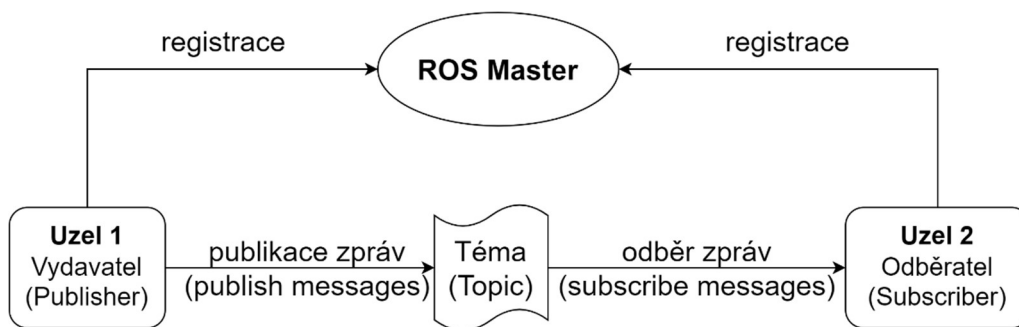 registrace
ROS Master
registrace
Uzel 1
Vydavatel
(Publisher)
publikace zpráv
(publish messages)
Téma
(Topic)
odběr zpráv
(subscribe messages)
Uzel 2
Odběratel
(Subscriber)